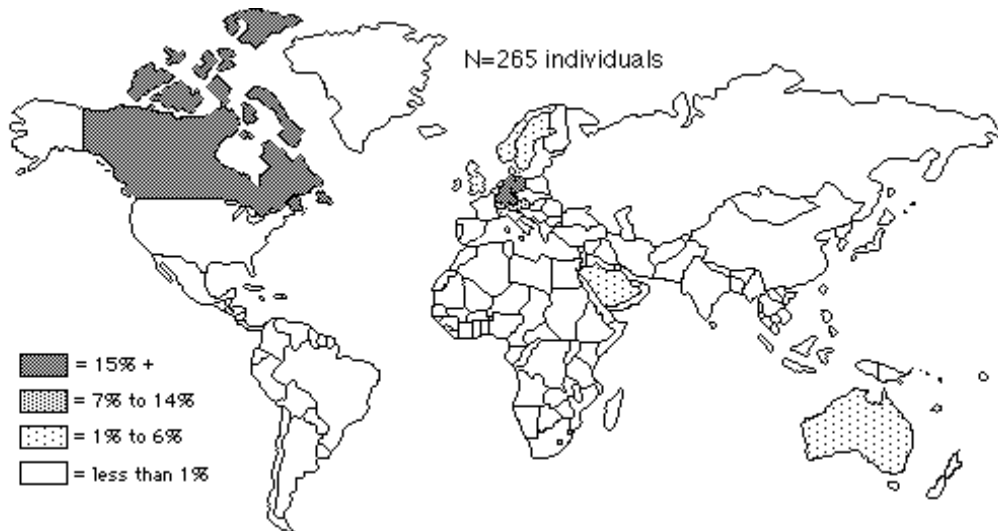 N=265 individuals
= 15% +
= 7% to 14%
= 1% to 6%
= less than 1%